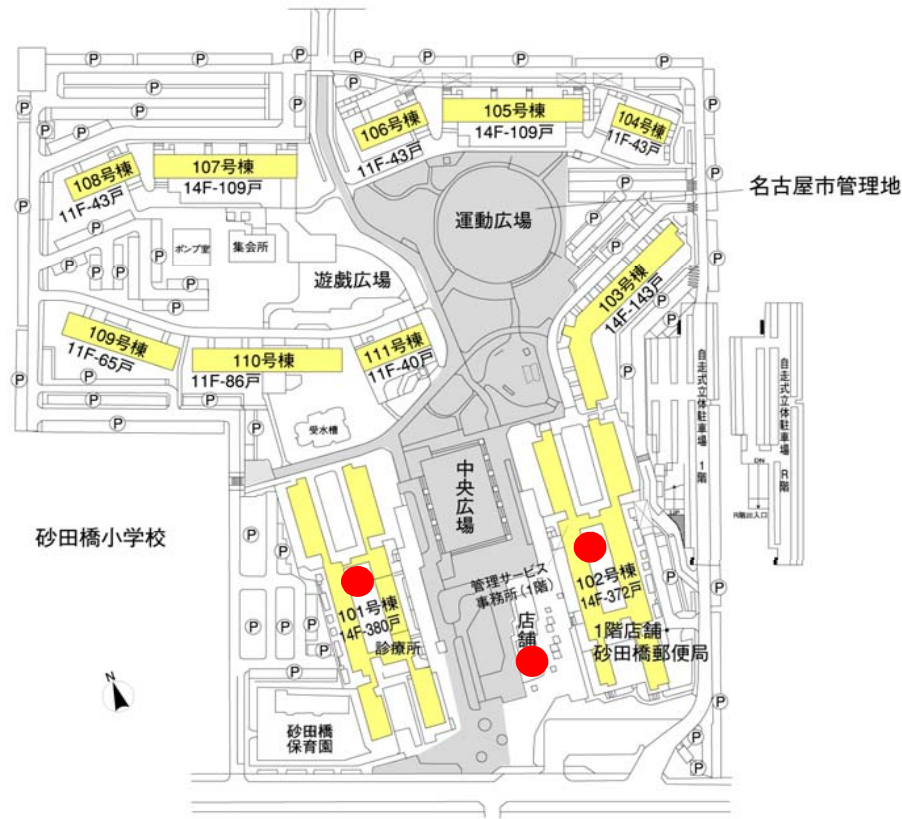 P P P P P
105号棟
14F-109戸
106号棟
11F-43戸
104号棟
11F-43戸
107号棟
14F-109戸
108号棟
11F-43戸
名古屋市管理地
運動広場
ポンプ室
集会所
遊戯広場
103号棟
14F-143戸
109号棟
11F-65戸
110号棟
11F-86戸
111号棟
11F-40戸
自走式立体駐車場 1階
自走式立体駐車場 R階
受水槽
中央広場
DN
UP
R階出入口
砂田橋小学校
管理サービス
事務所(1階)
店舗
101号棟
14F-380戸
診療所
102号棟
14F-372戸
1階店舗・
砂田橋郵便局
N
砂田橋
保育園